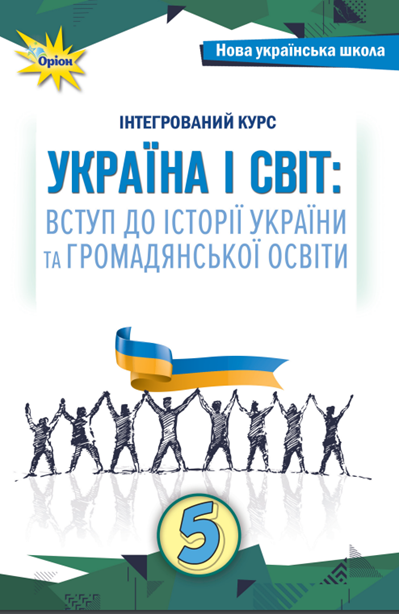 Оріон
Нова українська школа
ІНТЕГРОВАНИЙ КУРС
УКРАЇНА І СВІТ:
ВСТУП ДО ІСТОРІЇ УКРАЇНИ
ТА ГРОМАДЯНСЬКОЇ ОСВІТИ
5